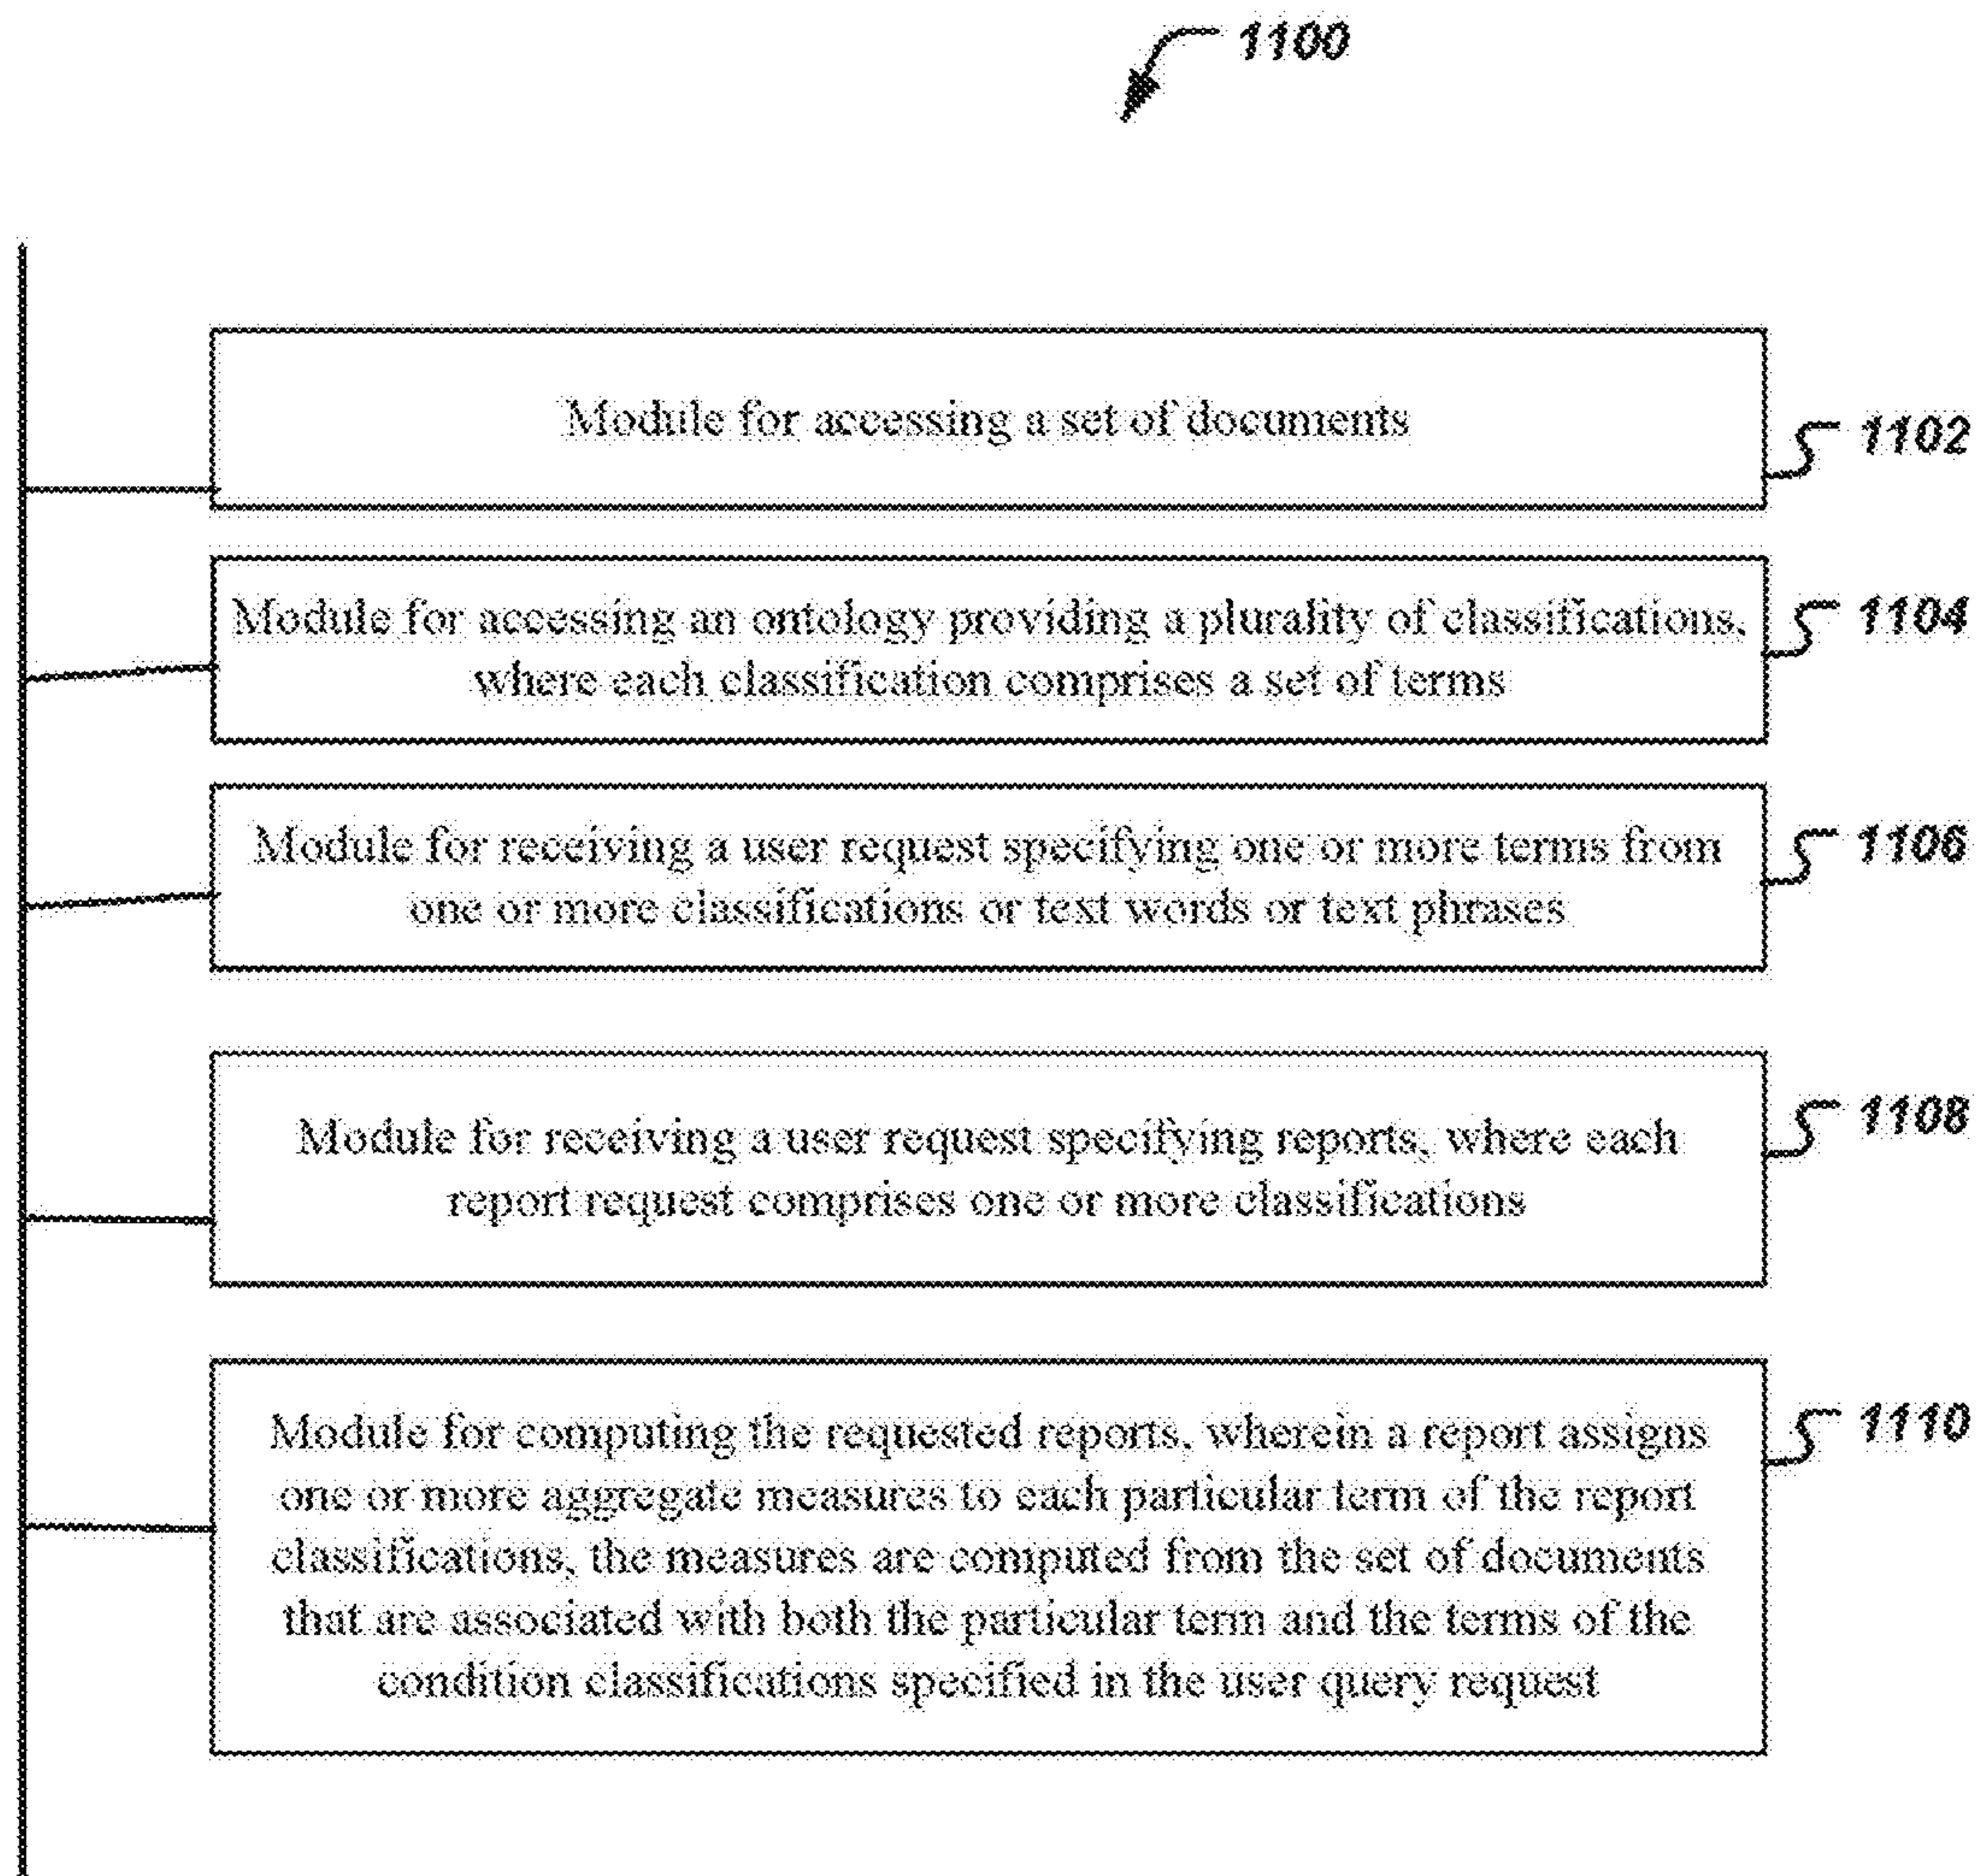 1100
Module for accessing a set of documents
1102
Module for accessing an ontology providing a plurality of classifications,
where each classification comprises a set of terms
1104
Module for receiving a user request specifying one or more terms from
one or more classifications or text words or text phrases
1106
Module for receiving a user request specifying reports, where each
report request comprises one or more classifications
1108
Module for computing the requested reports, wherein a report assigns
one or more aggregate measures to each particular term of the report
classifications, the measures are computed from the set of documents
that are associated with both the particular term and the terms of the
condition classifications specified in the user query request
1110